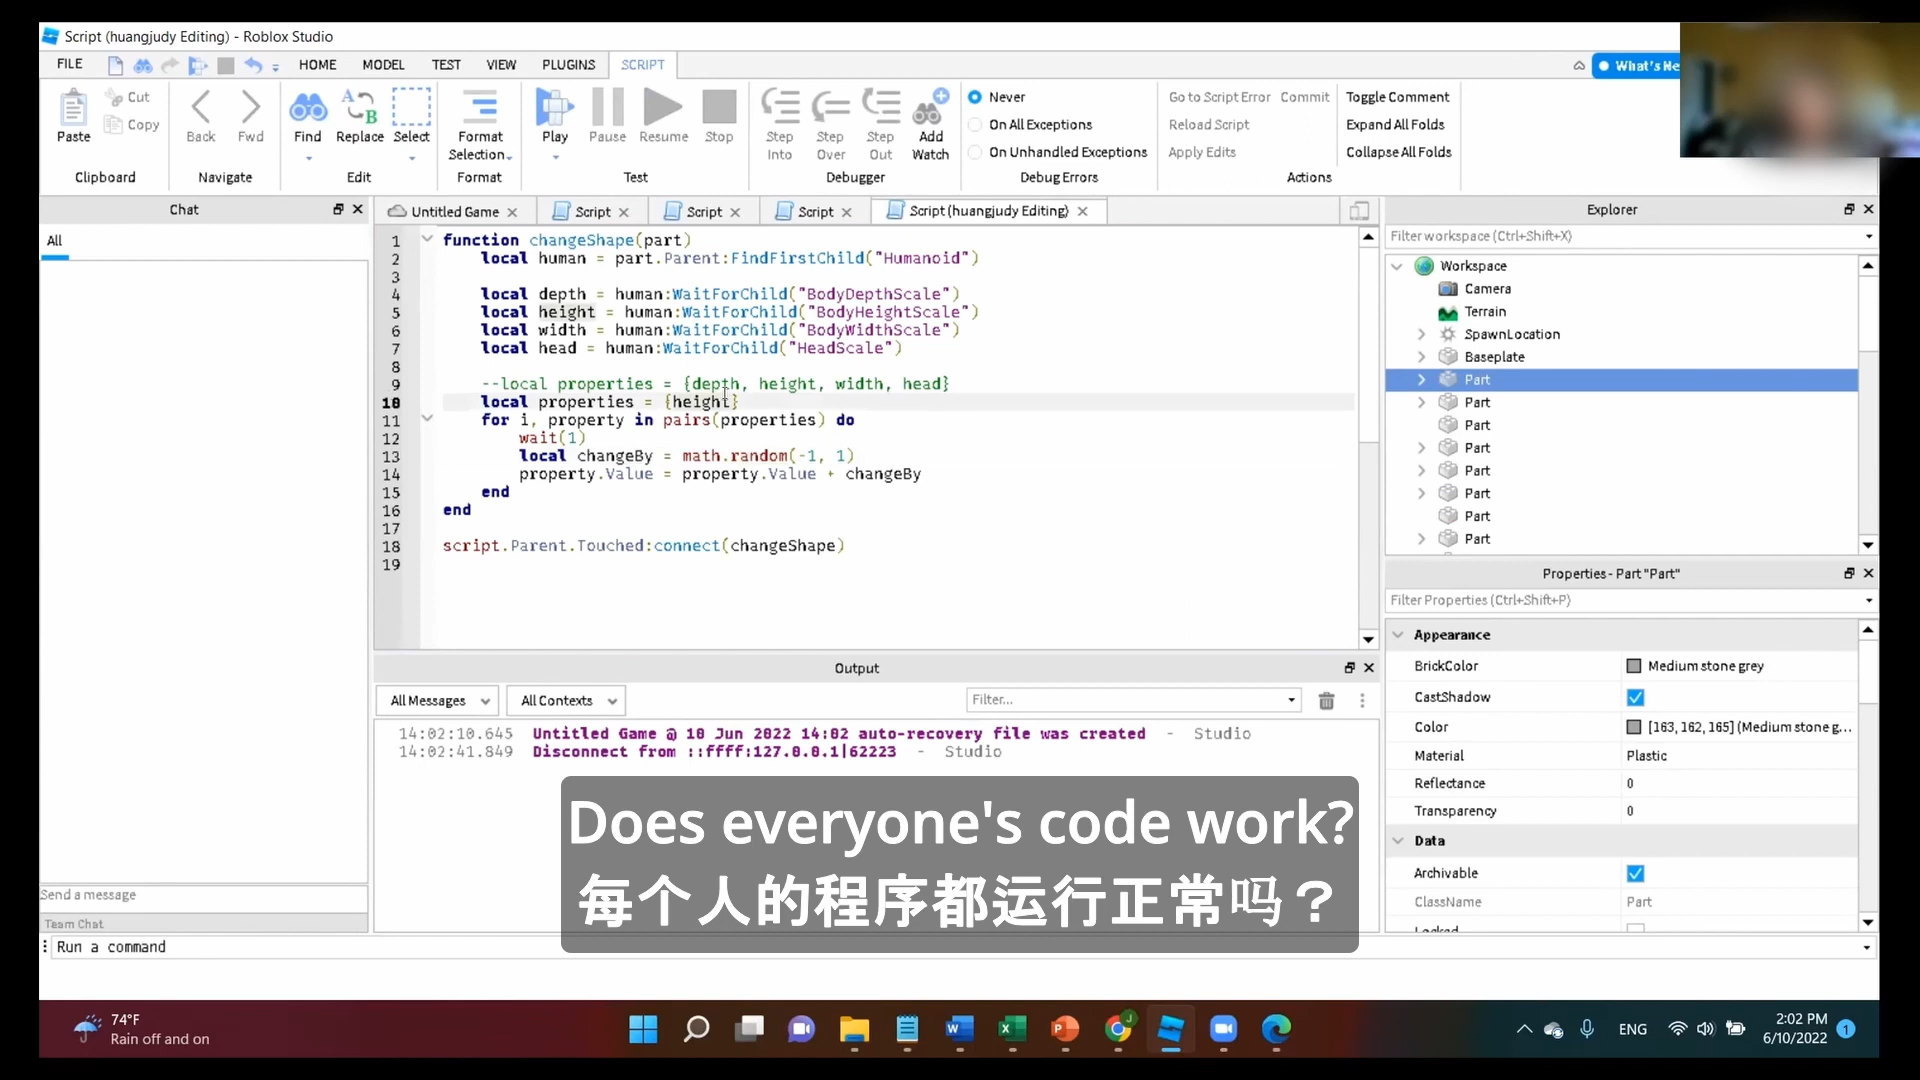 Script (huangjudy Editing) - Roblox Studio
FILE HOME MODEL TEST VIEW PLUGINS SCRIPT
What's Ne
Paste Cut Copy
Clipboard
Back Fwd
Navigate
Find Replace Select
Edit
Format Selection
Format
Play Pause Resume Stop
Test
Step Into Step Over Step Out Add Watch
Debugger
Never
On All Exceptions
On Unhandled Exceptions
Debug Errors
Go to Script Error Commit
Reload Script
Apply Edits
Toggle Comment
Expand All Folds
Collapse All Folds
Actions
Chat
All
Send a message
Team Chat
Untitled Game Script Script Script Script (huangjudy Editing)
1 function changeShape(part)
2 local human = part.Parent:FindFirstChild("Humanoid")
3
4 local depth = human:WaitForChild("BodyDepthScale")
5 local height = human:WaitForChild("BodyHeightScale")
6 local width = human:WaitForChild("BodyWidthScale")
7 local head = human:WaitForChild("HeadScale")
8
9 --local properties = {depth, height, width, head}
10 local properties = {height}
11 for i, property in pairs(properties) do
12 wait(1)
13 local changeBy = math.random(-1, 1)
14 property.Value = property.Value + changeBy
15 end
16 end
17
18 script.Parent.Touched:connect(changeShape)
19
Output
All Messages All Contexts Filter...
14:02:10.645 Untitled Game @ 10 Jun 2022 14:02 auto-recovery file was created - Studio
14:02:41.849 Disconnect from ::ffff:127.0.0.1|62223 - Studio
Explorer
Filter workspace (Ctrl+Shift+X)
Workspace
Camera
Terrain
SpawnLocation
Baseplate
Part
Part
Part
Part
Part
Part
Part
Part
Properties - Part "Part"
Filter Properties (Ctrl+Shift+P)
Appearance
BrickColor Medium stone grey
CastShadow
Color [163, 162, 165] (Medium stone g...
Material Plastic
Reflectance 0
Transparency 0
Data
Archivable
ClassName Part
Locked
Does everyone's code work?
每个人的程序都运行正常吗？
Run a command
74°F
Rain off and on
ENG
2:02 PM
6/10/2022
1